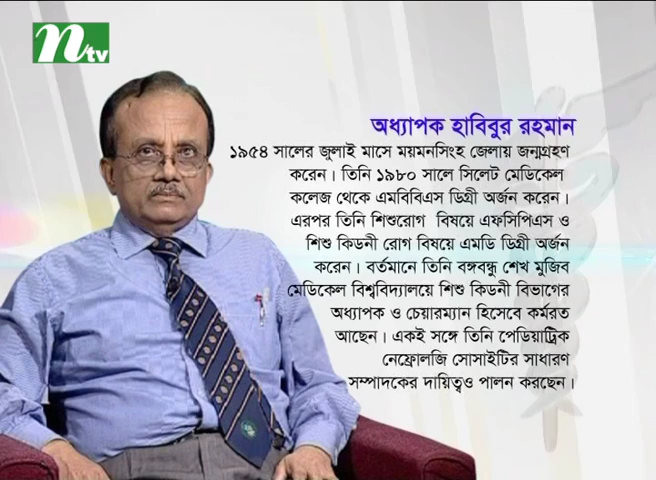 ntv
অধ্যাপক হাবিবুর রহমান
১৯৫৪ সালের জুলাই মাসে ময়মনসিংহ জেলায় জন্মগ্রহণ
করেন। তিনি ১৯৮০ সালে সিলেট মেডিকেল
কলেজ থেকে এমবিবিএস ডিগ্রী অর্জন করেন।
এরপর তিনি শিশুরোগ বিষয়ে এফসিপিএস ও
শিশু কিডনী রোগ বিষয়ে এমডি ডিগ্রী অর্জন
করেন। বর্তমানে তিনি বঙ্গবন্ধু শেখ মুজিব
মেডিকেল বিশ্ববিদ্যালয়ে শিশু কিডনী বিভাগের
অধ্যাপক ও চেয়ারম্যান হিসেবে কর্মরত
আছেন। একই সঙ্গে তিনি পেডিয়াট্রিক
নেফ্রোলজি সোসাইটির সাধারণ
সম্পাদকের দায়িত্বও পালন করছেন।